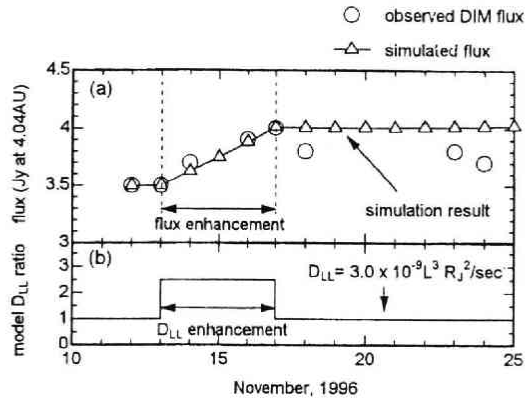 observed DIM flux
simulated flux
flux (Jy at 4.04AU)
4.5
4
3.5
3
(a)
flux enhancement
simulation result
model D_LL ratio
3
2
1
0
(b)
D_LL enhancement
D_LL= 3.0 x 10^-9L^3 R_J^2/sec
10 15 20 25
November, 1996